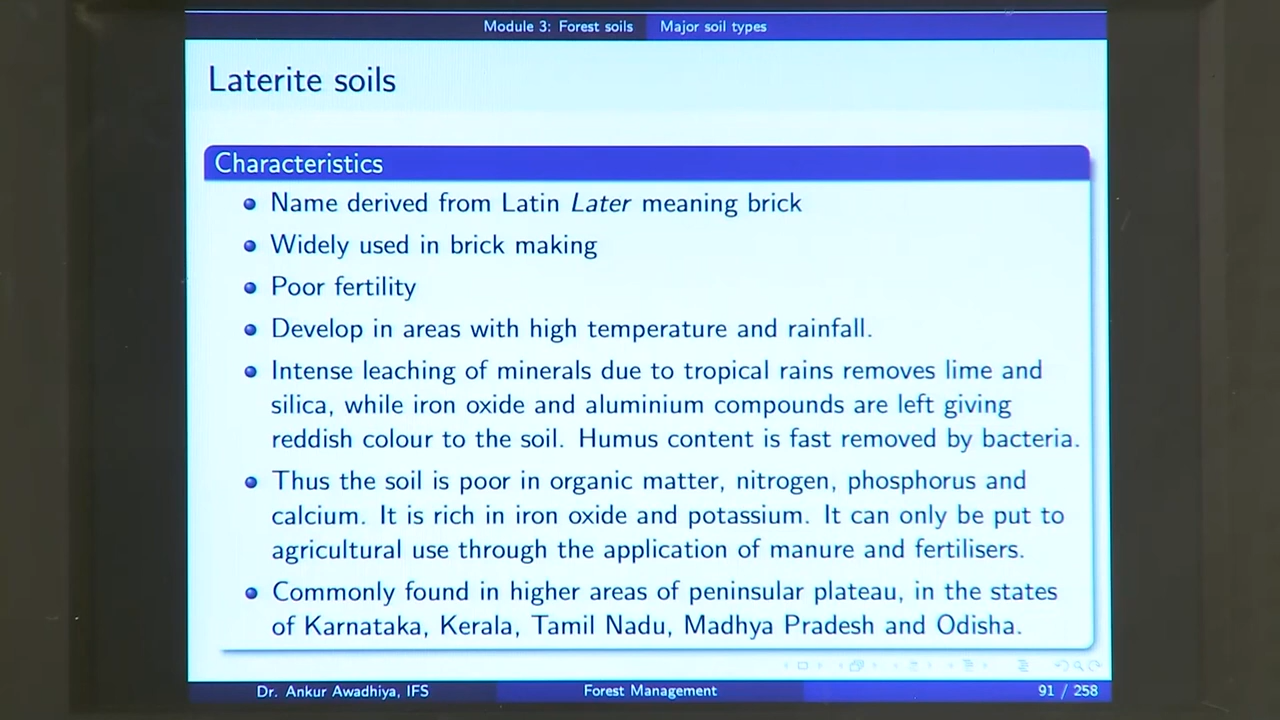 Module 3: Forest soils Major soil types
Laterite soils
Characteristics
Name derived from Latin Later meaning brick
Widely used in brick making
Poor fertility
Develop in areas with high temperature and rainfall.
Intense leaching of minerals due to tropical rains removes lime and
silica, while iron oxide and aluminium compounds are left giving
reddish colour to the soil. Humus content is fast removed by bacteria.
Thus the soil is poor in organic matter, nitrogen, phosphorus and
calcium. It is rich in iron oxide and potassium. It can only be put to
agricultural use through the application of manure and fertilisers.
Commonly found in higher areas of peninsular plateau, in the states
of Karnataka, Kerala, Tamil Nadu, Madhya Pradesh and Odisha.
Dr. Ankur Awadhiya, IFS Forest Management 91 / 258